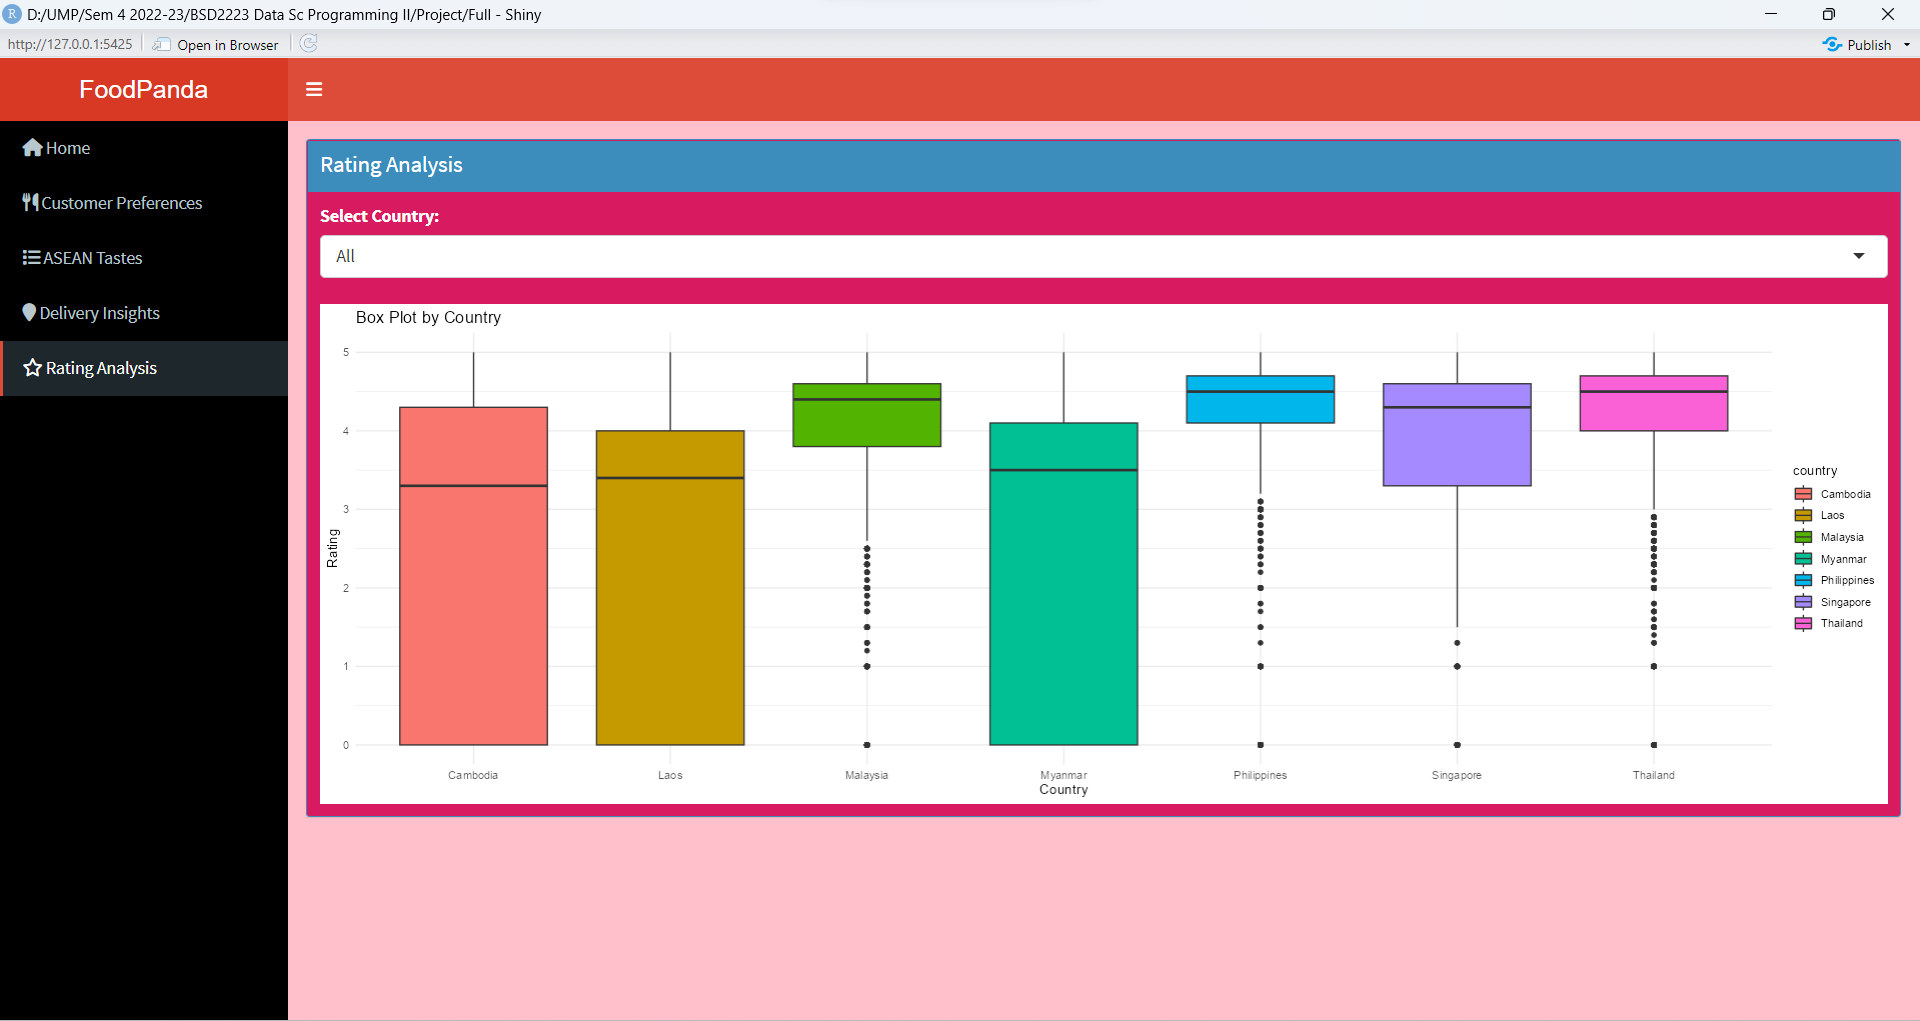 R D:/UMP/Sem 4 2022-23/BSD2223 Data Sc Programming II/Project/Full - Shiny
http://127.0.0.1:5425 Open in Browser Publish
FoodPanda
Home
Customer Preferences
ASEAN Tastes
Delivery Insights
Rating Analysis
Rating Analysis
Select Country:
All
Box Plot by Country
5
4
3
2
1
0
Rating
Cambodia Laos Malaysia Myanmar Philippines Singapore Thailand
Country
country
Cambodia
Laos
Malaysia
Myanmar
Philippines
Singapore
Thailand